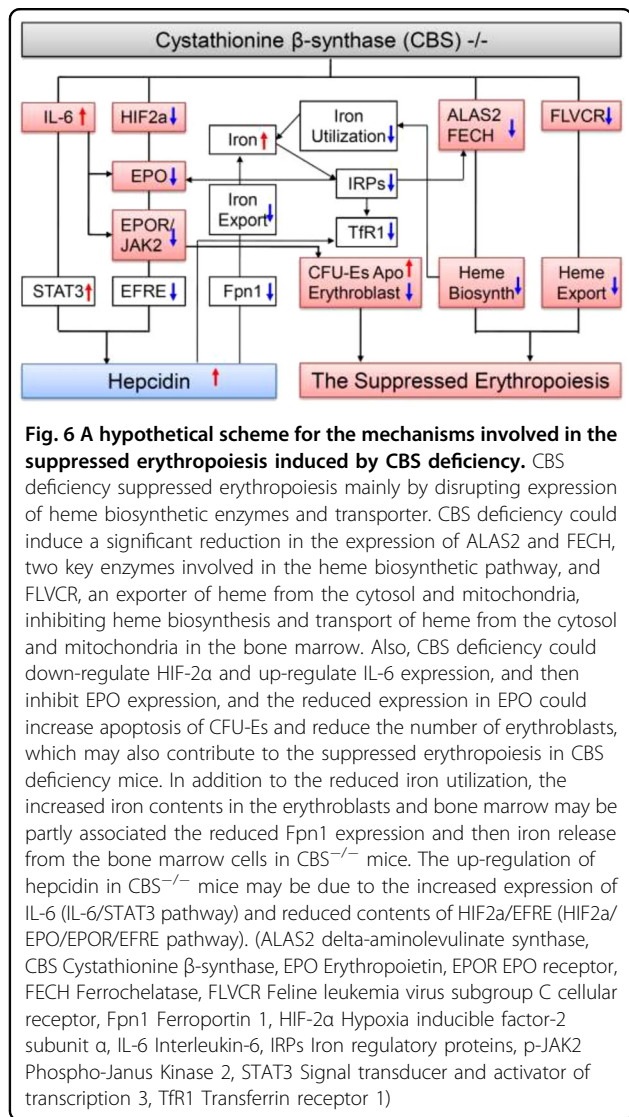 Cystathionine β-synthase (CBS) -/-
IL-6
HIF2a
Iron
Iron
Utilization
ALAS2
FECH
FLVCR
EPO
IRPs
Iron
Export
EPOR/
JAK2
TfR1
CFU-Es Apo
Erythroblast
Heme
Biosynth
Heme
Export
STAT3
EFRE
Fpn1
Hepcidin
The Suppressed Erythropoiesis
Fig. 6 A hypothetical scheme for the mechanisms involved in the
suppressed erythropoiesis induced by CBS deficiency. CBS
deficiency suppressed erythropoiesis mainly by disrupting expression
of heme biosynthetic enzymes and transporter. CBS deficiency could
induce a significant reduction in the expression of ALAS2 and FECH,
two key enzymes involved in the heme biosynthetic pathway, and
FLVCR, an exporter of heme from the cytosol and mitochondria,
inhibiting heme biosynthesis and transport of heme from the cytosol
and mitochondria in the bone marrow. Also, CBS deficiency could
down-regulate HIF-2α and up-regulate IL-6 expression, and then
inhibit EPO expression, and the reduced expression in EPO could
increase apoptosis of CFU-Es and reduce the number of erythroblasts,
which may also contribute to the suppressed erythropoiesis in CBS
deficiency mice. In addition to the reduced iron utilization, the
increased iron contents in the erythroblasts and bone marrow may be
partly associated the reduced Fpn1 expression and then iron release
from the bone marrow cells in CBS−/− mice. The up-regulation of
hepcidin in CBS−/− mice may be due to the increased expression of
IL-6 (IL-6/STAT3 pathway) and reduced contents of HIF2a/EFRE (HIF2a/
EPO/EPOR/EFRE pathway). (ALAS2 delta-aminolevulinate synthase,
CBS Cystathionine β-synthase, EPO Erythropoietin, EPOR EPO receptor,
FECH Ferrochelatase, FLVCR Feline leukemia virus subgroup C cellular
receptor, Fpn1 Ferroportin 1, HIF-2α Hypoxia inducible factor-2
subunit α, IL-6 Interleukin-6, IRPs Iron regulatory proteins, p-JAK2
Phospho-Janus Kinase 2, STAT3 Signal transducer and activator of
transcription 3, TfR1 Transferrin receptor 1)